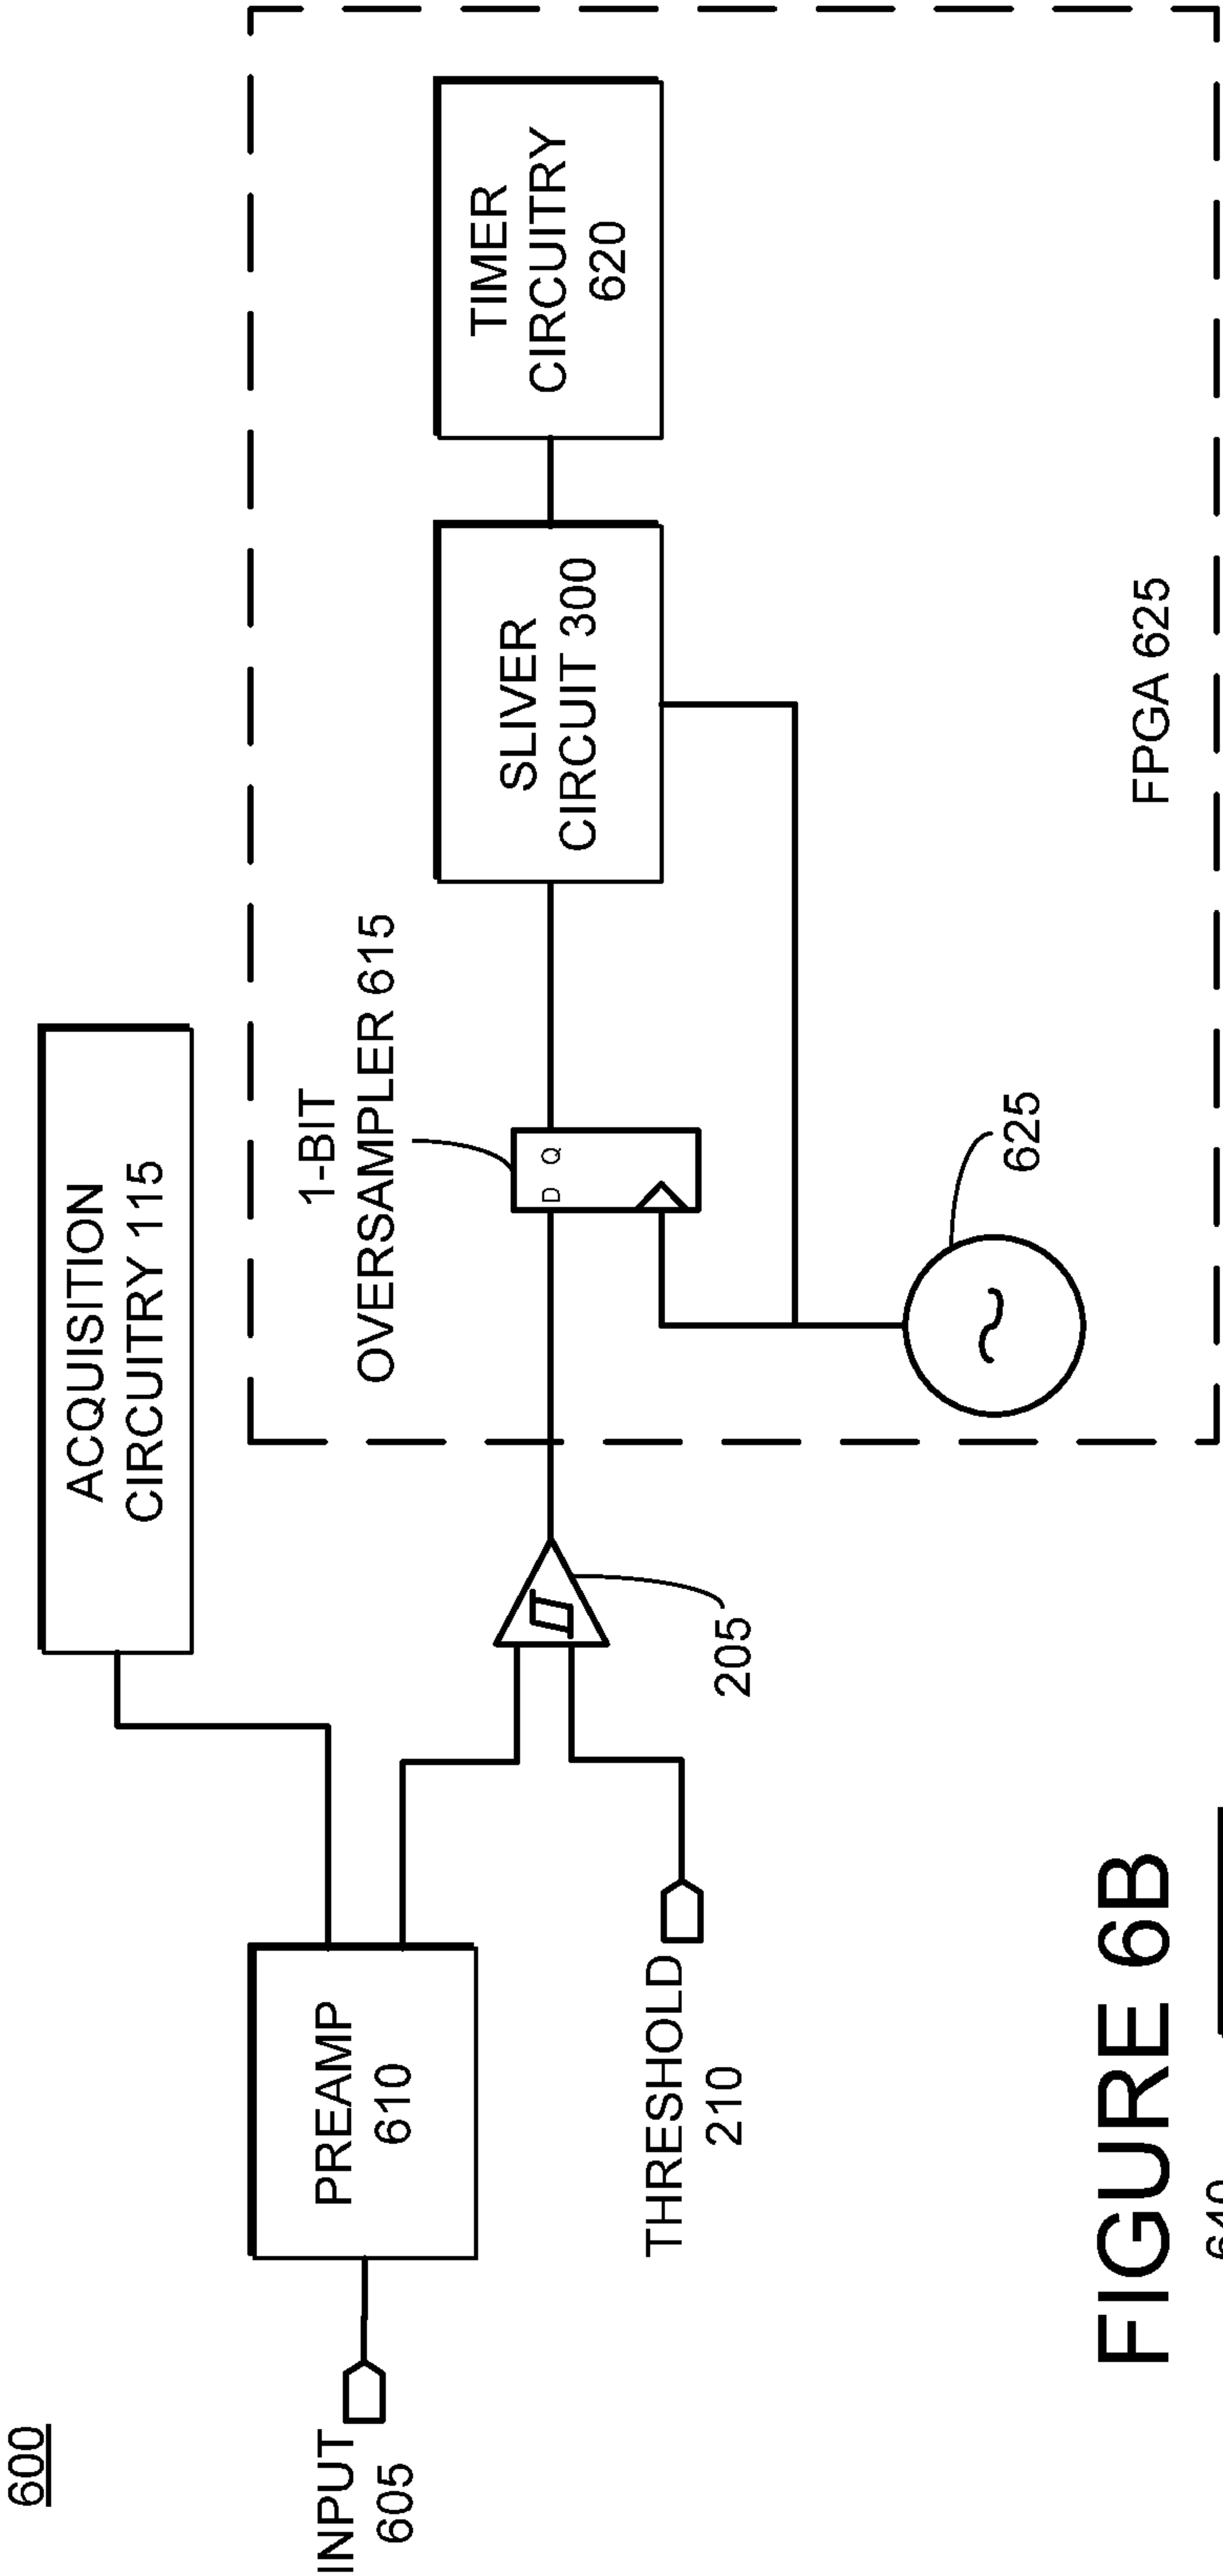 600
ACQUISITION
CIRCUITRY 115
INPUT
605
PREAMP
610
THRESHOLD
210
205
1-BIT
OVERSAMPLER 615
D Q
SLIVER
CIRCUIT 300
TIMER
CIRCUITRY
620
625
FPGA 625
FIGURE 6B
640